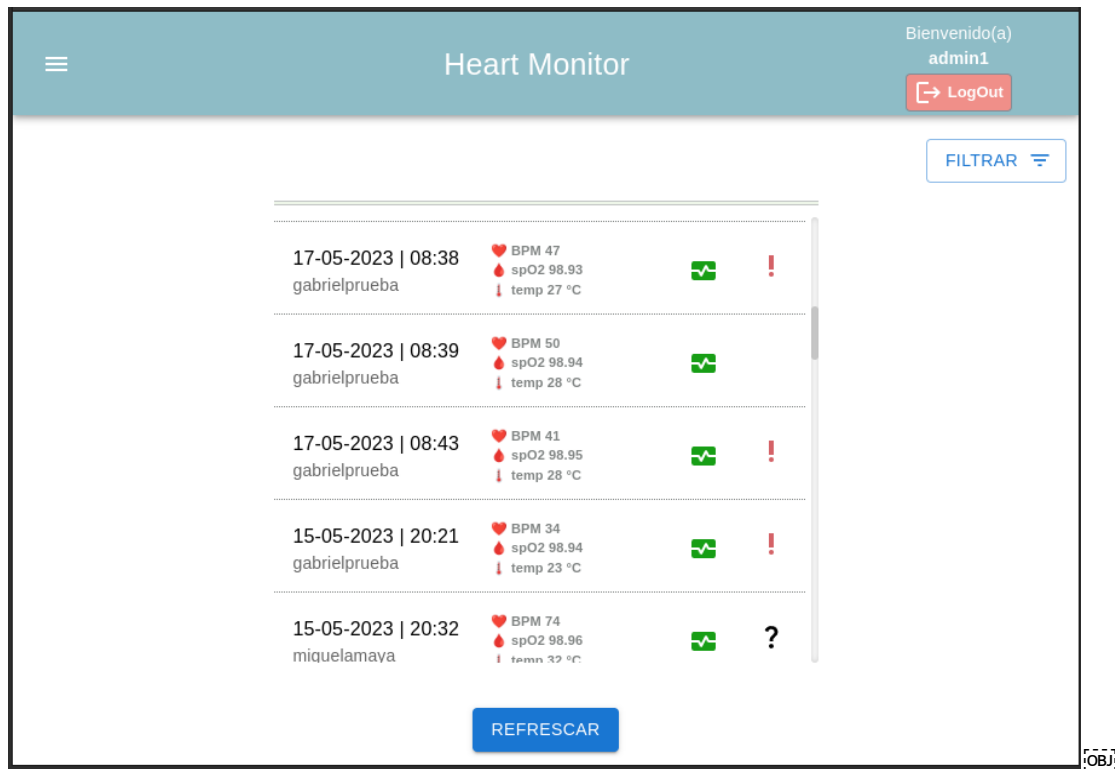 Heart Monitor
Bienvenido(a)
admin1
LogOut
FILTRAR
17-05-2023 | 08:38
gabrielprueba
BPM 47
spO2 98.93
temp 27 °C
!
17-05-2023 | 08:39
gabrielprueba
BPM 50
spO2 98.94
temp 28 °C
17-05-2023 | 08:43
gabrielprueba
BPM 41
spO2 98.95
temp 28 °C
!
15-05-2023 | 20:21
gabrielprueba
BPM 34
spO2 98.94
temp 23 °C
!
15-05-2023 | 20:32
miguelamaya
BPM 74
spO2 98.96
temp 32 °C
?
REFRESCAR
OBJ